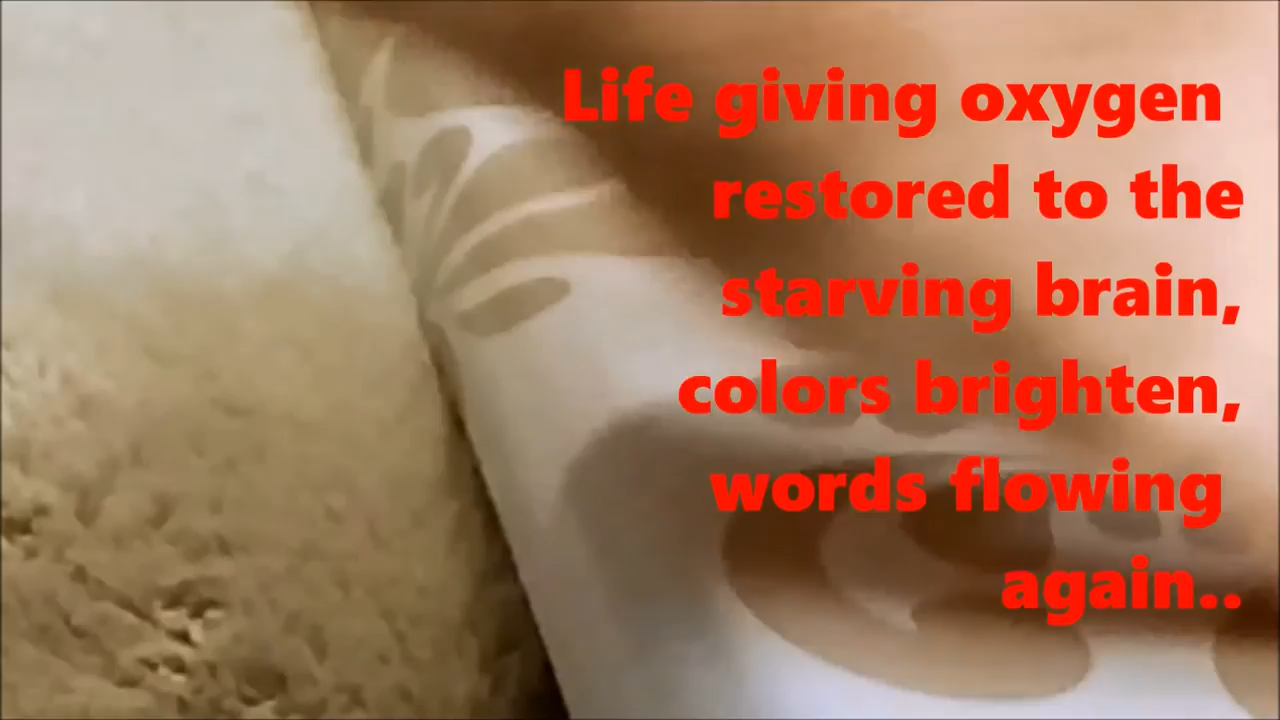 Life giving oxygen
restored to the
starving brain,
colors brighten,
words flowing
again..